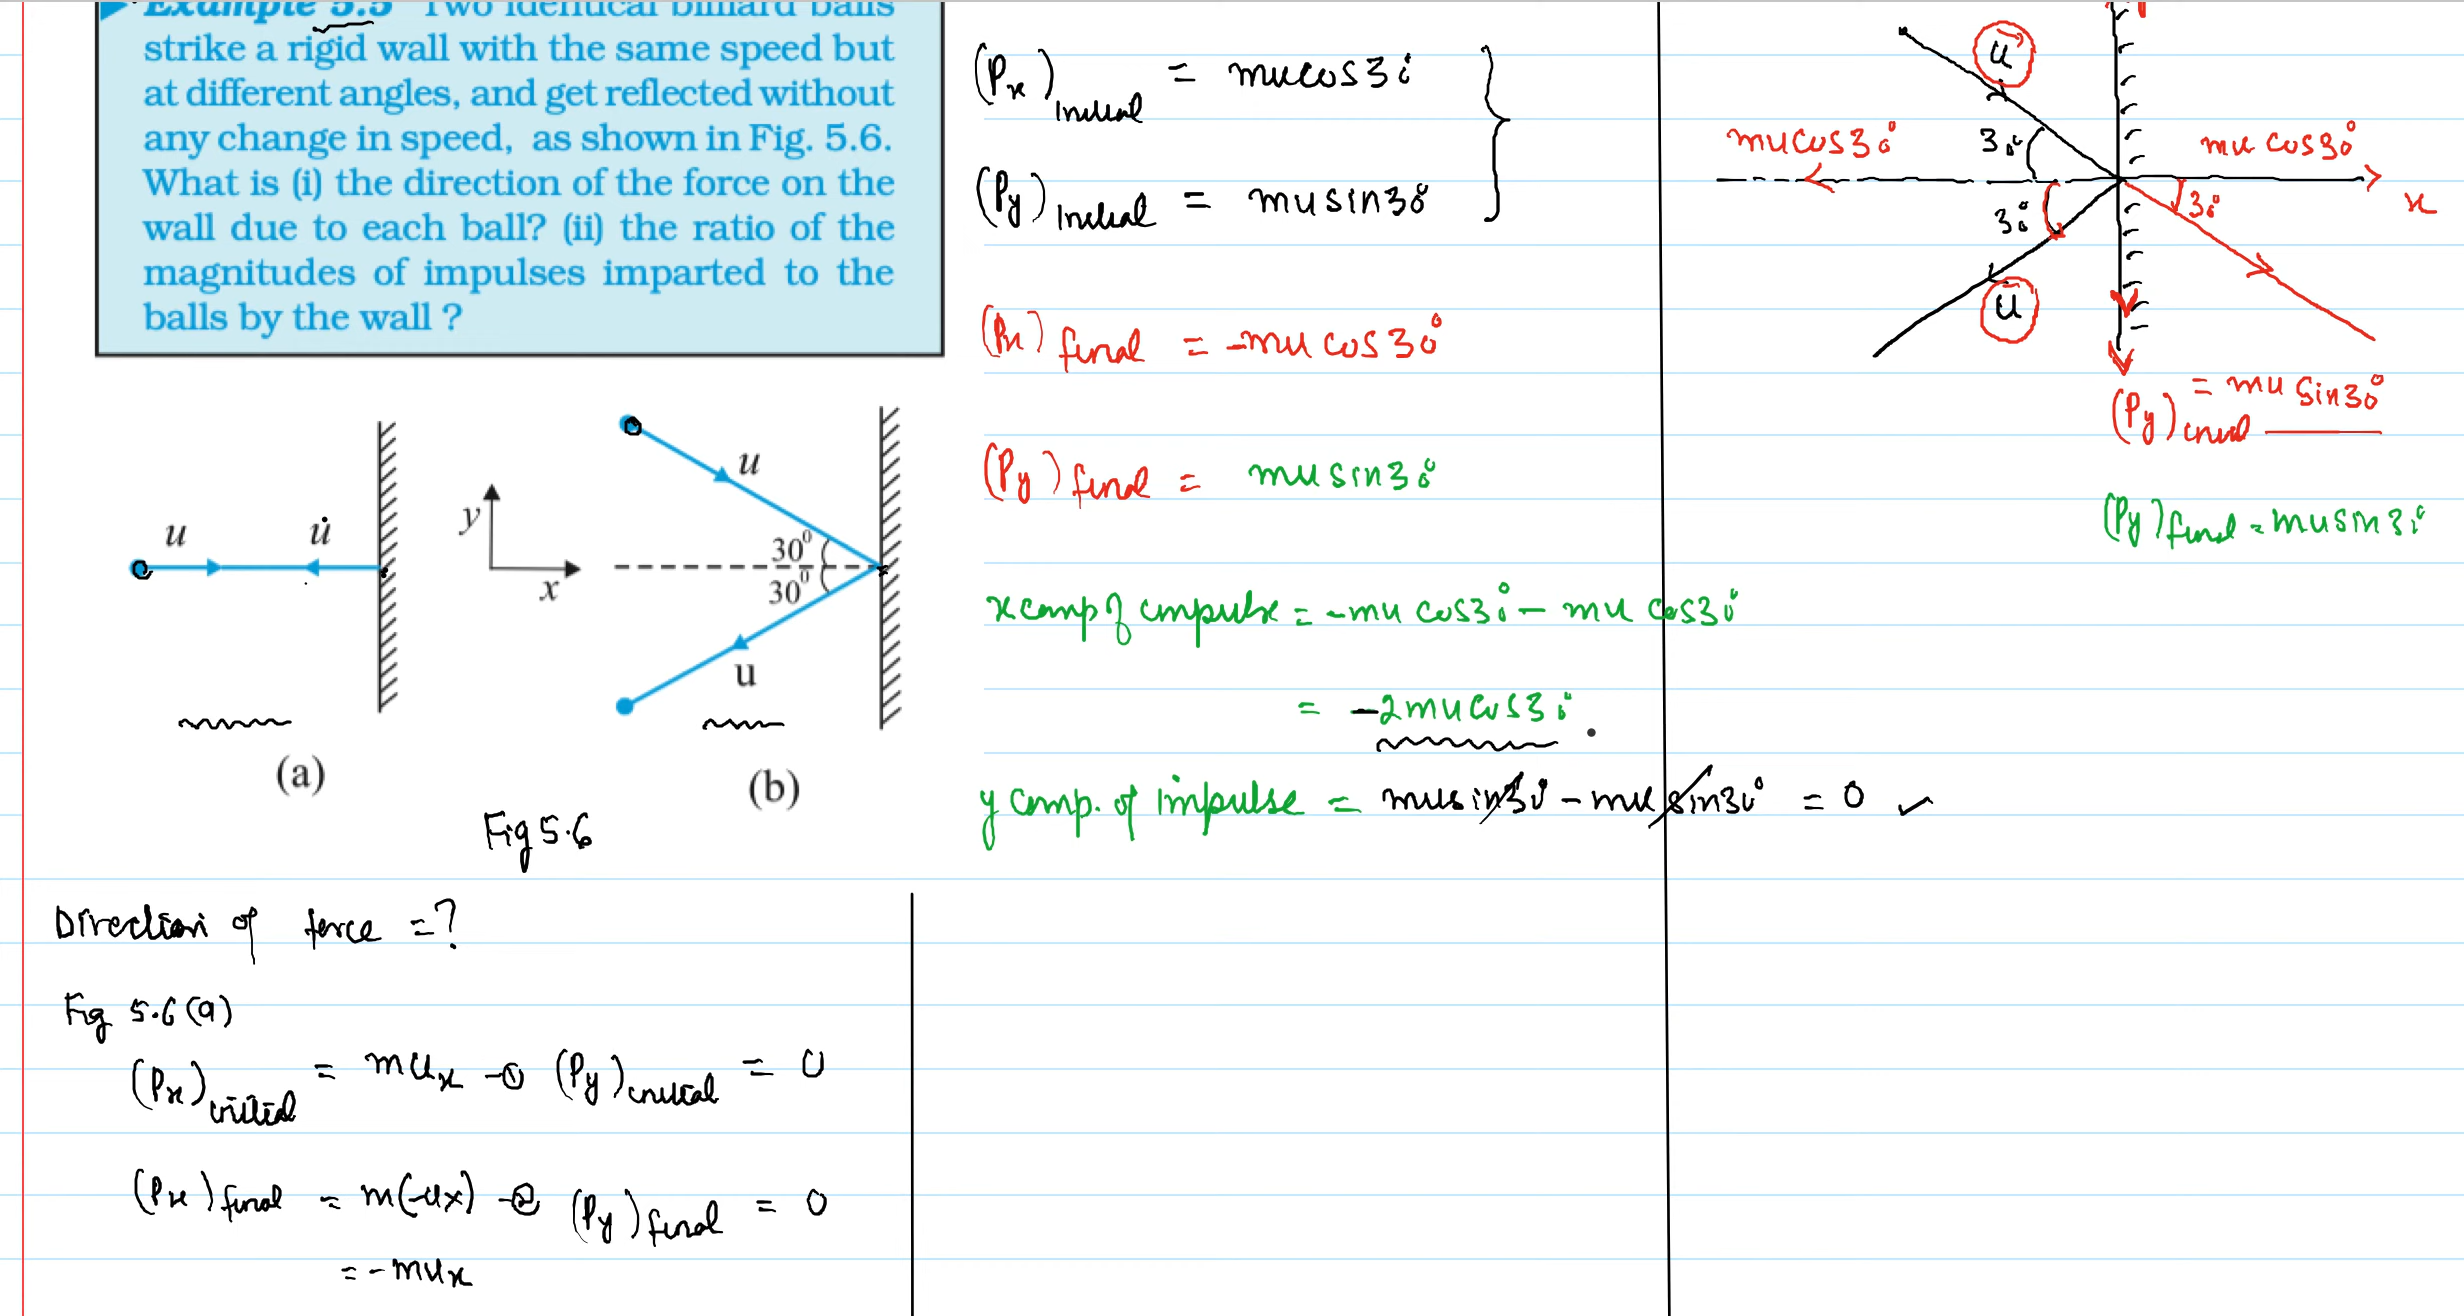 Example 5.5 Two identical billiard balls
strike a rigid wall with the same speed but
at different angles, and get reflected without
any change in speed, as shown in Fig. 5.6.
What is (i) the direction of the force on the
wall due to each ball? (ii) the ratio of the
magnitudes of impulses imparted to the
balls by the wall ?
u u
(a)
y
x
u
30⁰
30⁰
u
(b)
Fig 5.6
Direction of force = ?
Fig 5.6 (a)
(Px) initial = mux -① (Py) initial = 0
(Px) final = m(-ux) -② (Py) final = 0
= - mux
(Px) initial = mucos30°
(Py) initial = musin30°
(Px) final = -mu cos30°
(Py) final = musin30°
x comp of impulse = -mu cos30° - mu cos30°
= -2mucos30°
y comp. of impulse = musin30° - mu sin30° = 0
u
mucos30° 30° mu cos30°
30° 30° x
u
(Py) initial = mu sin30°
(Py) final = musin30°